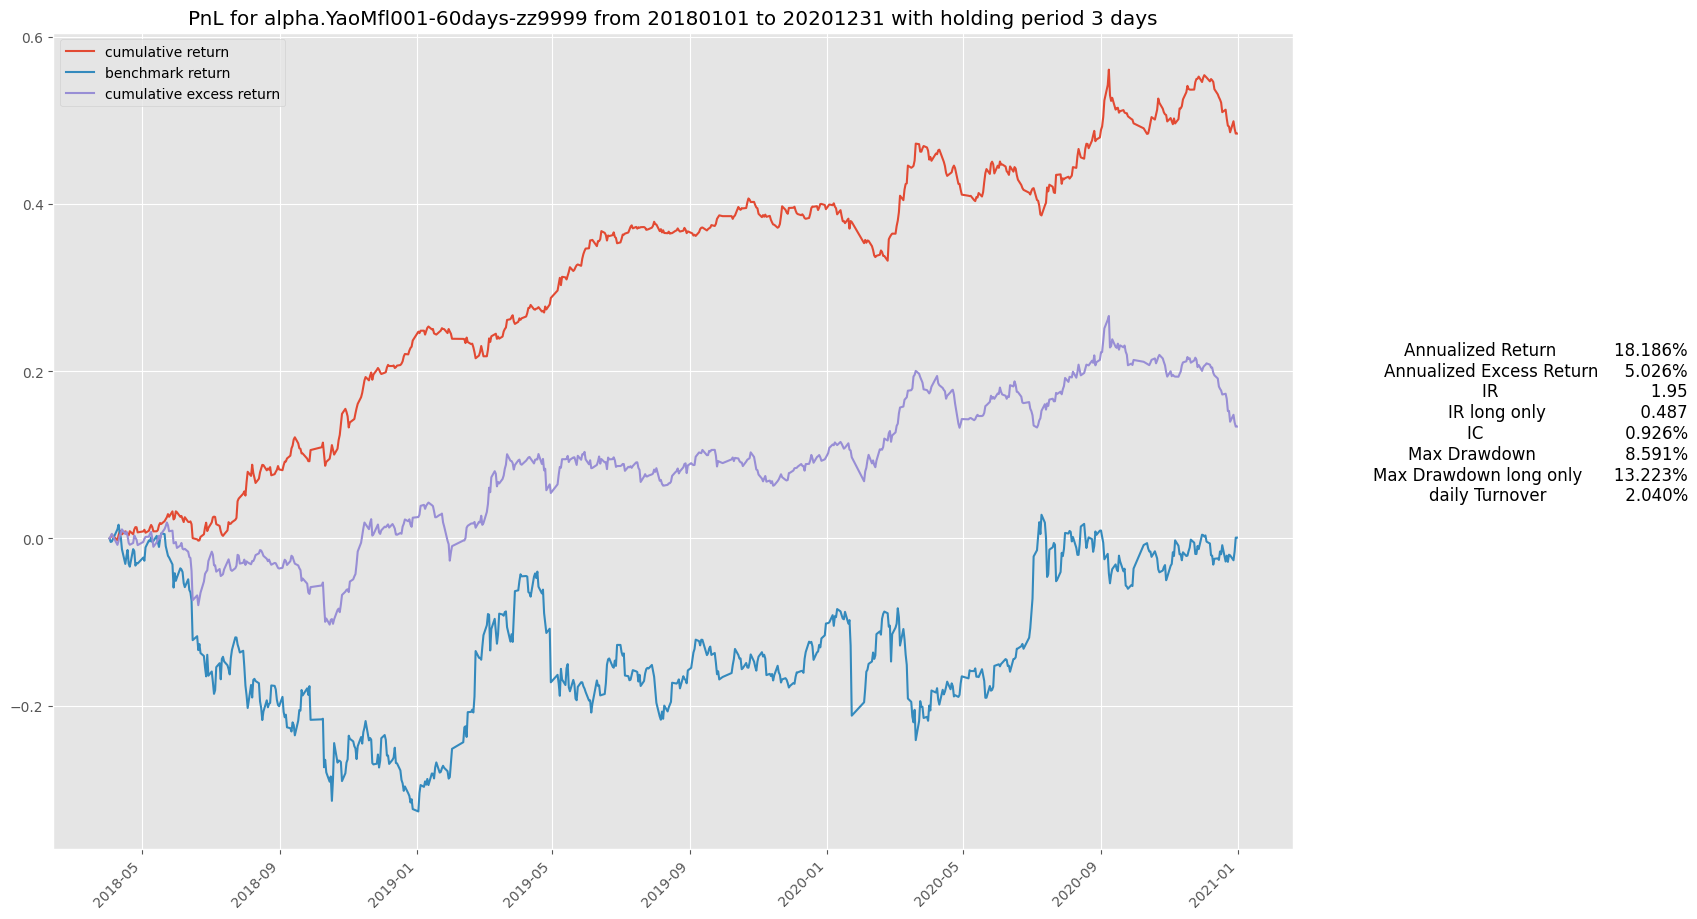 PnL for alpha.YaoMfl001-60days-zz9999 from 20180101 to 20201231 with holding period 3 days
cumulative return
benchmark return
cumulative excess return
0.6
0.4
0.2
0.0
−0.2
2018-05
2018-09
2019-01
2019-05
2019-09
2020-01
2020-05
2020-09
2021-01
Annualized Return 18.186%
Annualized Excess Return 5.026%
IR 1.95
IR long only 0.487
IC 0.926%
Max Drawdown 8.591%
Max Drawdown long only 13.223%
daily Turnover 2.040%